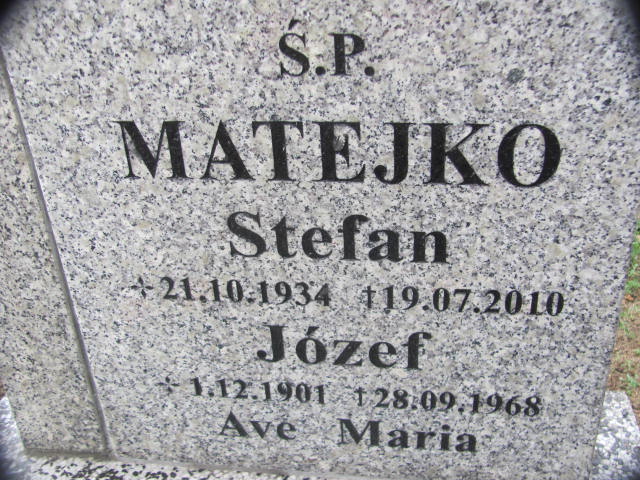 Ś.P.
MATEJKO
Stefan
+ 21.10.1934 †19.07.2010
Józef
+ 1.12.1901 †28.09.1968
Ave Maria